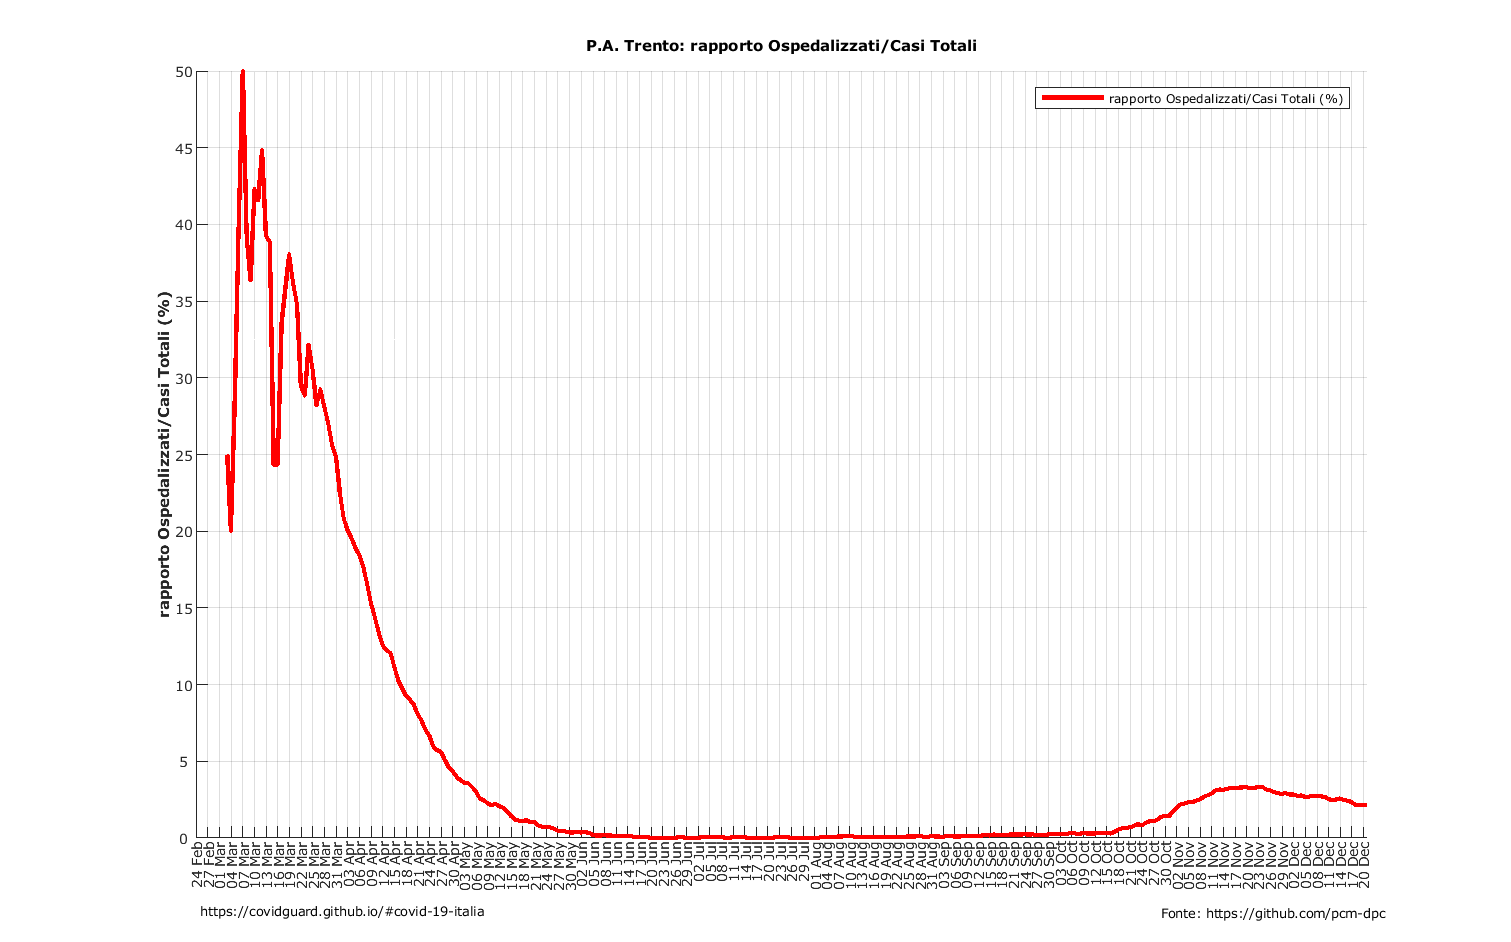 P.A. Trento: rapporto Ospedalizzati/Casi Totali
rapporto Ospedalizzati/Casi Totali (%)
rapporto Ospedalizzati/Casi Totali (%)
50
45
40
35
30
25
20
15
10
5
0
24 Feb
27 Feb
01 Mar
04 Mar
07 Mar
10 Mar
13 Mar
16 Mar
19 Mar
22 Mar
25 Mar
28 Mar
31 Mar
03 Apr
06 Apr
09 Apr
12 Apr
15 Apr
18 Apr
21 Apr
24 Apr
27 Apr
30 Apr
03 May
06 May
09 May
12 May
15 May
18 May
21 May
24 May
27 May
30 May
02 Jun
05 Jun
08 Jun
11 Jun
14 Jun
17 Jun
20 Jun
23 Jun
26 Jun
29 Jun
02 Jul
05 Jul
08 Jul
11 Jul
14 Jul
17 Jul
20 Jul
23 Jul
26 Jul
29 Jul
01 Aug
04 Aug
07 Aug
10 Aug
13 Aug
16 Aug
19 Aug
22 Aug
25 Aug
28 Aug
31 Aug
03 Sep
06 Sep
09 Sep
12 Sep
15 Sep
18 Sep
21 Sep
24 Sep
27 Sep
30 Sep
03 Oct
06 Oct
09 Oct
12 Oct
15 Oct
18 Oct
21 Oct
24 Oct
27 Oct
30 Oct
02 Nov
05 Nov
08 Nov
11 Nov
14 Nov
17 Nov
20 Nov
23 Nov
26 Nov
29 Nov
02 Dec
05 Dec
08 Dec
11 Dec
14 Dec
17 Dec
20 Dec
https://covidguard.github.io/#covid-19-italia
Fonte: https://github.com/pcm-dpc